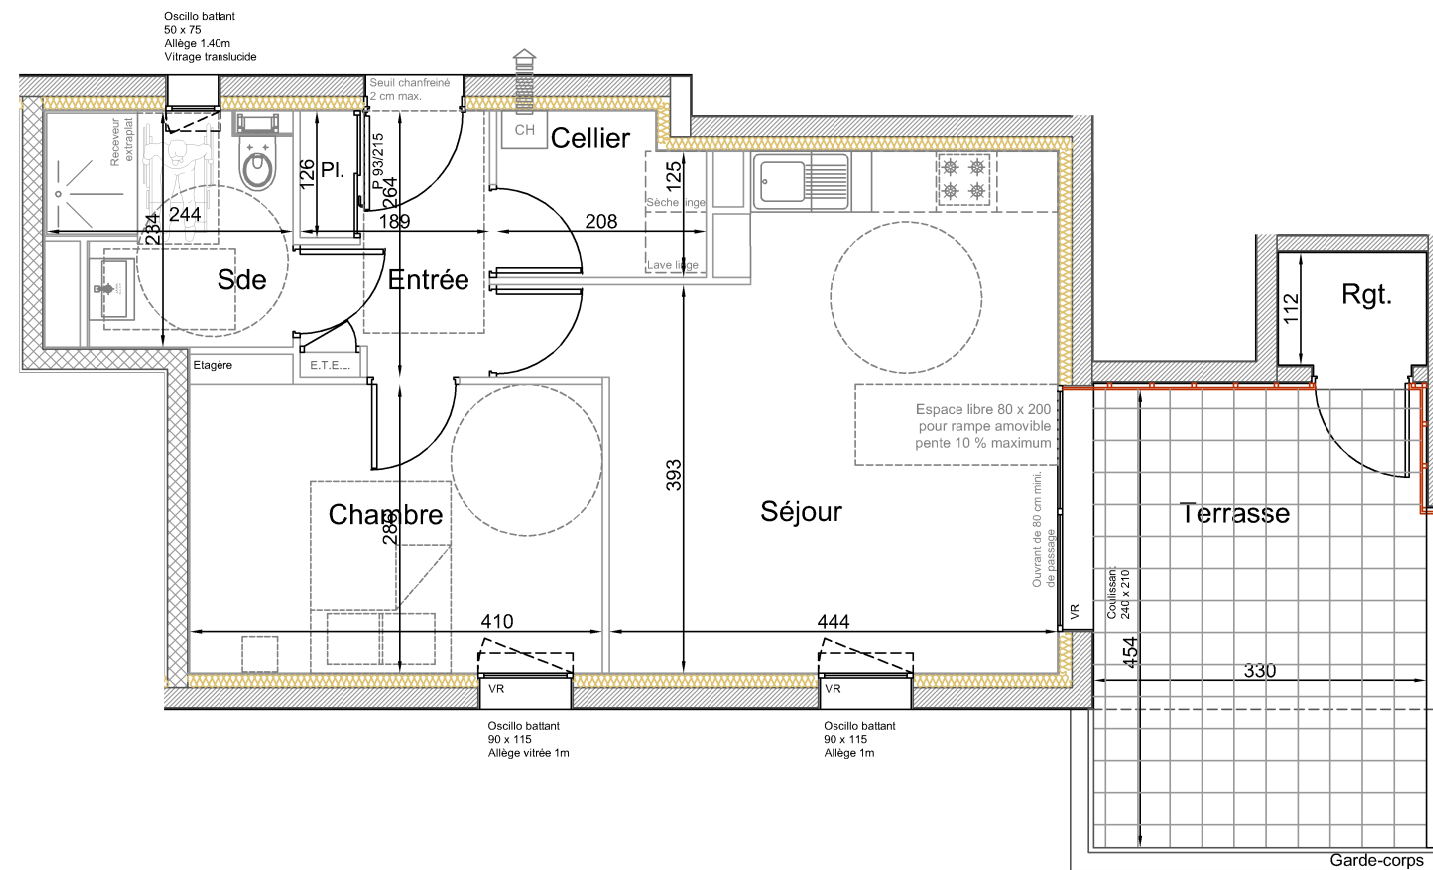 Oscillo battant
50 x 75
Allège 1.40m
Vitrage translucide
Seuil chanfreiné
2 cm max.
Receveur
extraplat
CH
Cellier
126
Pl.
P 93/215
264
125
Sèche linge
234
244
189
208
Lave linge
Sde
Entrée
Rgt.
112
Etagère
E.T.E.L.
Espace libre 80 x 200
pour rampe amovible
pente 10 % maximum
393
Chambre
286
Séjour
Ouvrant de 80 cm mini.
de passage
Terrasse
Coulissant
240 x 210
VR
410
444
454
330
VR
VR
Oscillo battant
90 x 115
Allège vitrée 1m
Oscillo battant
90 x 115
Allège 1m
Garde-corps